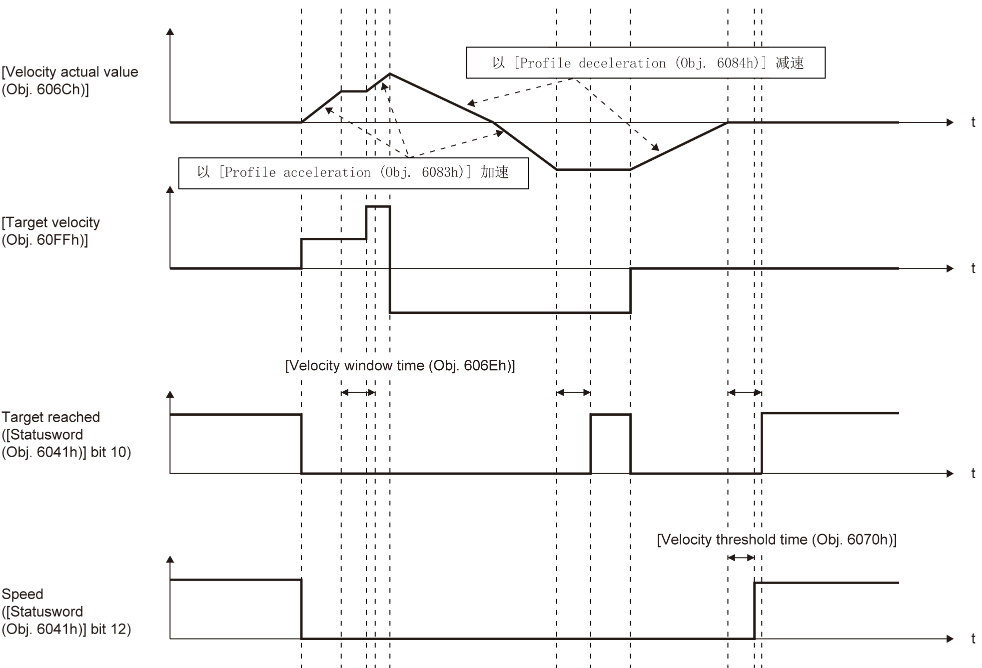 以 [Profile deceleration (Obj. 6084h)] 减速
[Velocity actual value
(Obj. 606Ch)]
t
以 [Profile acceleration (Obj. 6083h)] 加速
[Target velocity
(Obj. 60FFh)]
t
[Velocity window time (Obj. 606Eh)]
Target reached
([Statusword
(Obj. 6041h)] bit 10)
t
[Velocity threshold time (Obj. 6070h)]
Speed
([Statusword
(Obj. 6041h)] bit 12)
t